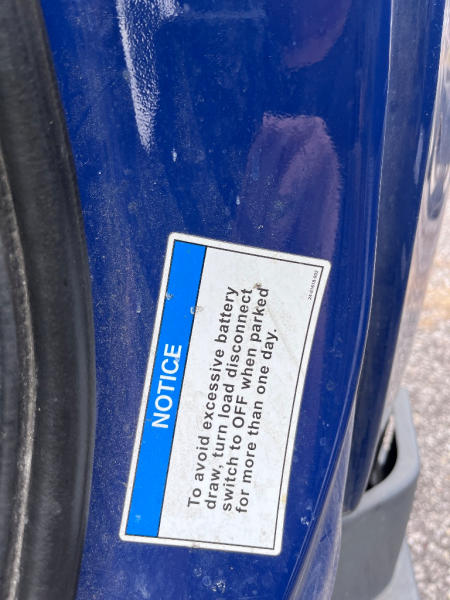 NOTICE
To avoid excessive battery
draw, turn load disconnect
switch to OFF when parked
for more than one day.